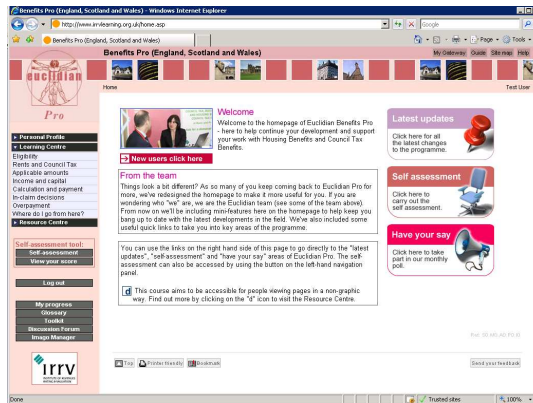 Benefits Pro (England, Scotland and Wales) - Windows Internet Explorer
http://www.irrvlearning.org.uk/home.asp
Google
Benefits Pro (England, Scotland and Wales)
Page
Tools
Benefits Pro (England, Scotland and Wales)
My Gateway
Guide
Site map
Help
euclidian
Pro
Home
Test User
Personal Profile
Learning Centre
Eligibility
Rents and Council Tax
Applicable amounts
Income and capital
Calculation and payment
In-claim decisions
Overpayment
Where do I go from here?
Resource Centre
Self assessment tool:
Self-assessment
View your score
Log out
My progress
Glossary
Toolkit
Discussion Forum
Imago Manager
irrv
Welcome
Welcome to the homepage of Euclidian Benefits Pro
- here to help continue your development and support
your work with Housing Benefits and Council Tax
Benefits.
New users click here
From the team
Things look a bit different? As so many of you keep coming back to Euclidian Pro for
more, we've redesigned the homepage to make it more useful for you. If you are
wondering who "we" are, we are the Euclidian team (see some of the team above).
From now on we'll be including mini-features here on the homepage to help keep you
bang up to date with the latest developments in the field. We've also included some
useful quick links to take you into key areas of the programme.
You can use the links on the right hand side of this page to go directly to the "latest
updates", "self-assessment" and "have your say" areas of Euclidian Pro. The self-
assessment can also be accessed by using the button on the left-hand navigation
panel.
d This course aims to be accessible for people viewing pages in a non-graphic
way. Find out more by clicking on the "d" icon to visit the Resource Centre.
Latest updates
Click here for all
the latest changes
to the programme.
Self assessment
Click here to
carry out the
self assessment.
Have your say
Click here to take
part in our monthly
poll.
Top
Printer friendly
Bookmark
Send your feedback
Done
Trusted sites
100%